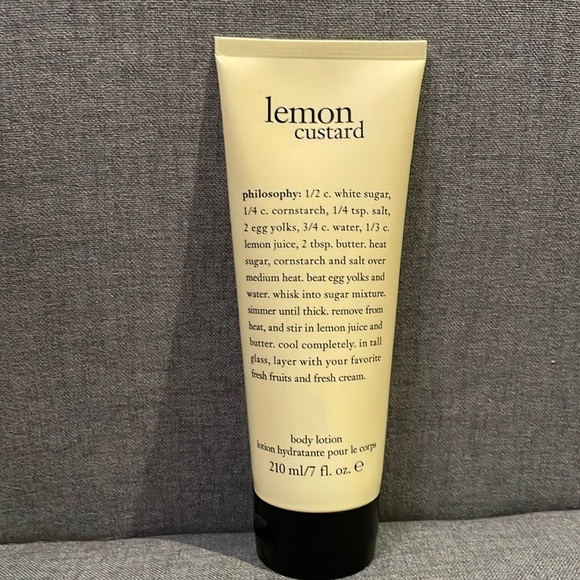 lemon
custard
philosophy: 1/2 c. white sugar,
1/4 c. cornstarch, 1/4 tsp. salt,
2 egg yolks, 3/4 c. water, 1/3 c.
lemon juice, 2 tbsp. butter. heat
sugar, cornstarch and salt over
medium heat. beat egg yolks and
water. whisk into sugar mixture.
simmer until thick. remove from
heat, and stir in lemon juice and
butter. cool completely. in tall
glass, layer with your favorite
fresh fruits and fresh cream.
body lotion
lotion hydratante pour le corps
210 ml/7 fl. oz. ℮